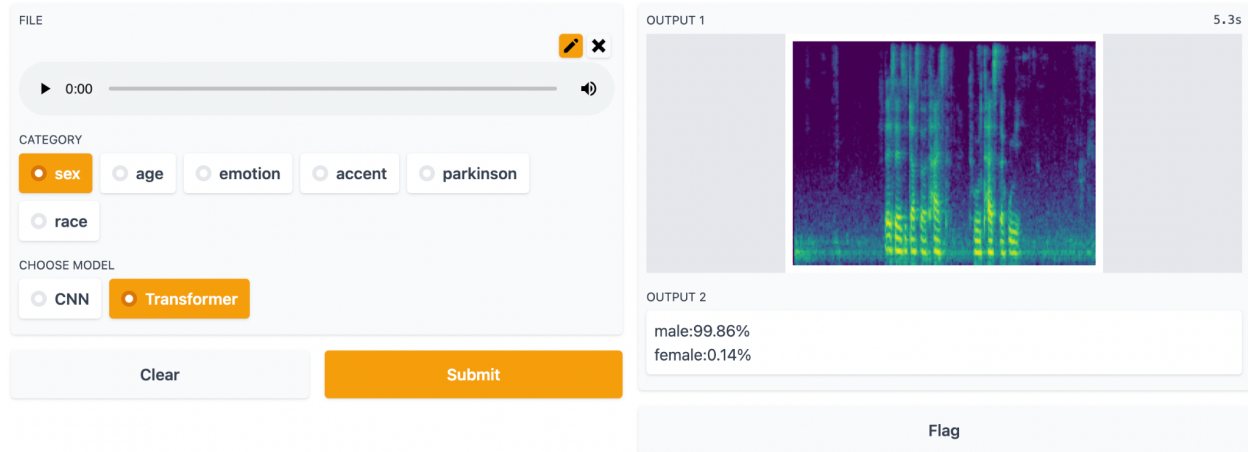 FILE
0:00
CATEGORY
sex age emotion accent parkinson
race
CHOOSE MODEL
CNN Transformer
Clear Submit
OUTPUT 1 5.3s
OUTPUT 2
male:99.86%
female:0.14%
Flag